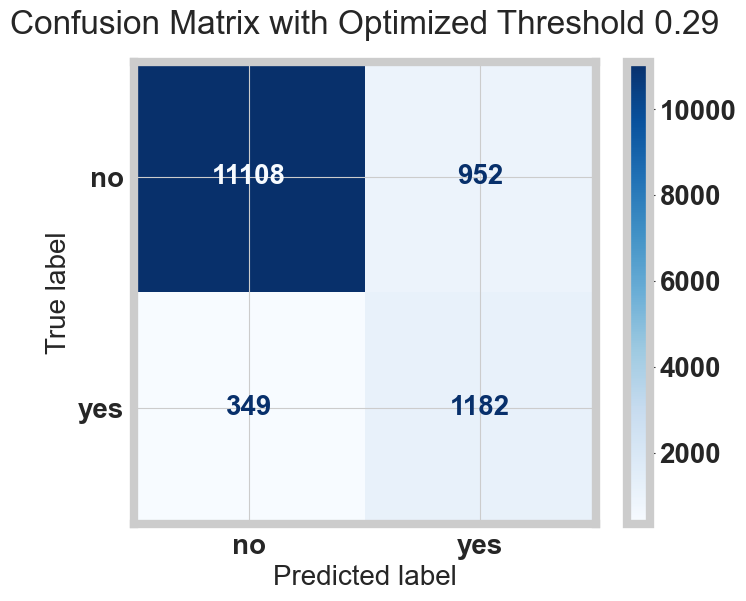 Confusion Matrix with Optimized Threshold 0.29
no
11108
952
yes
349
1182
no
yes
Predicted label
True label
10000
8000
6000
4000
2000